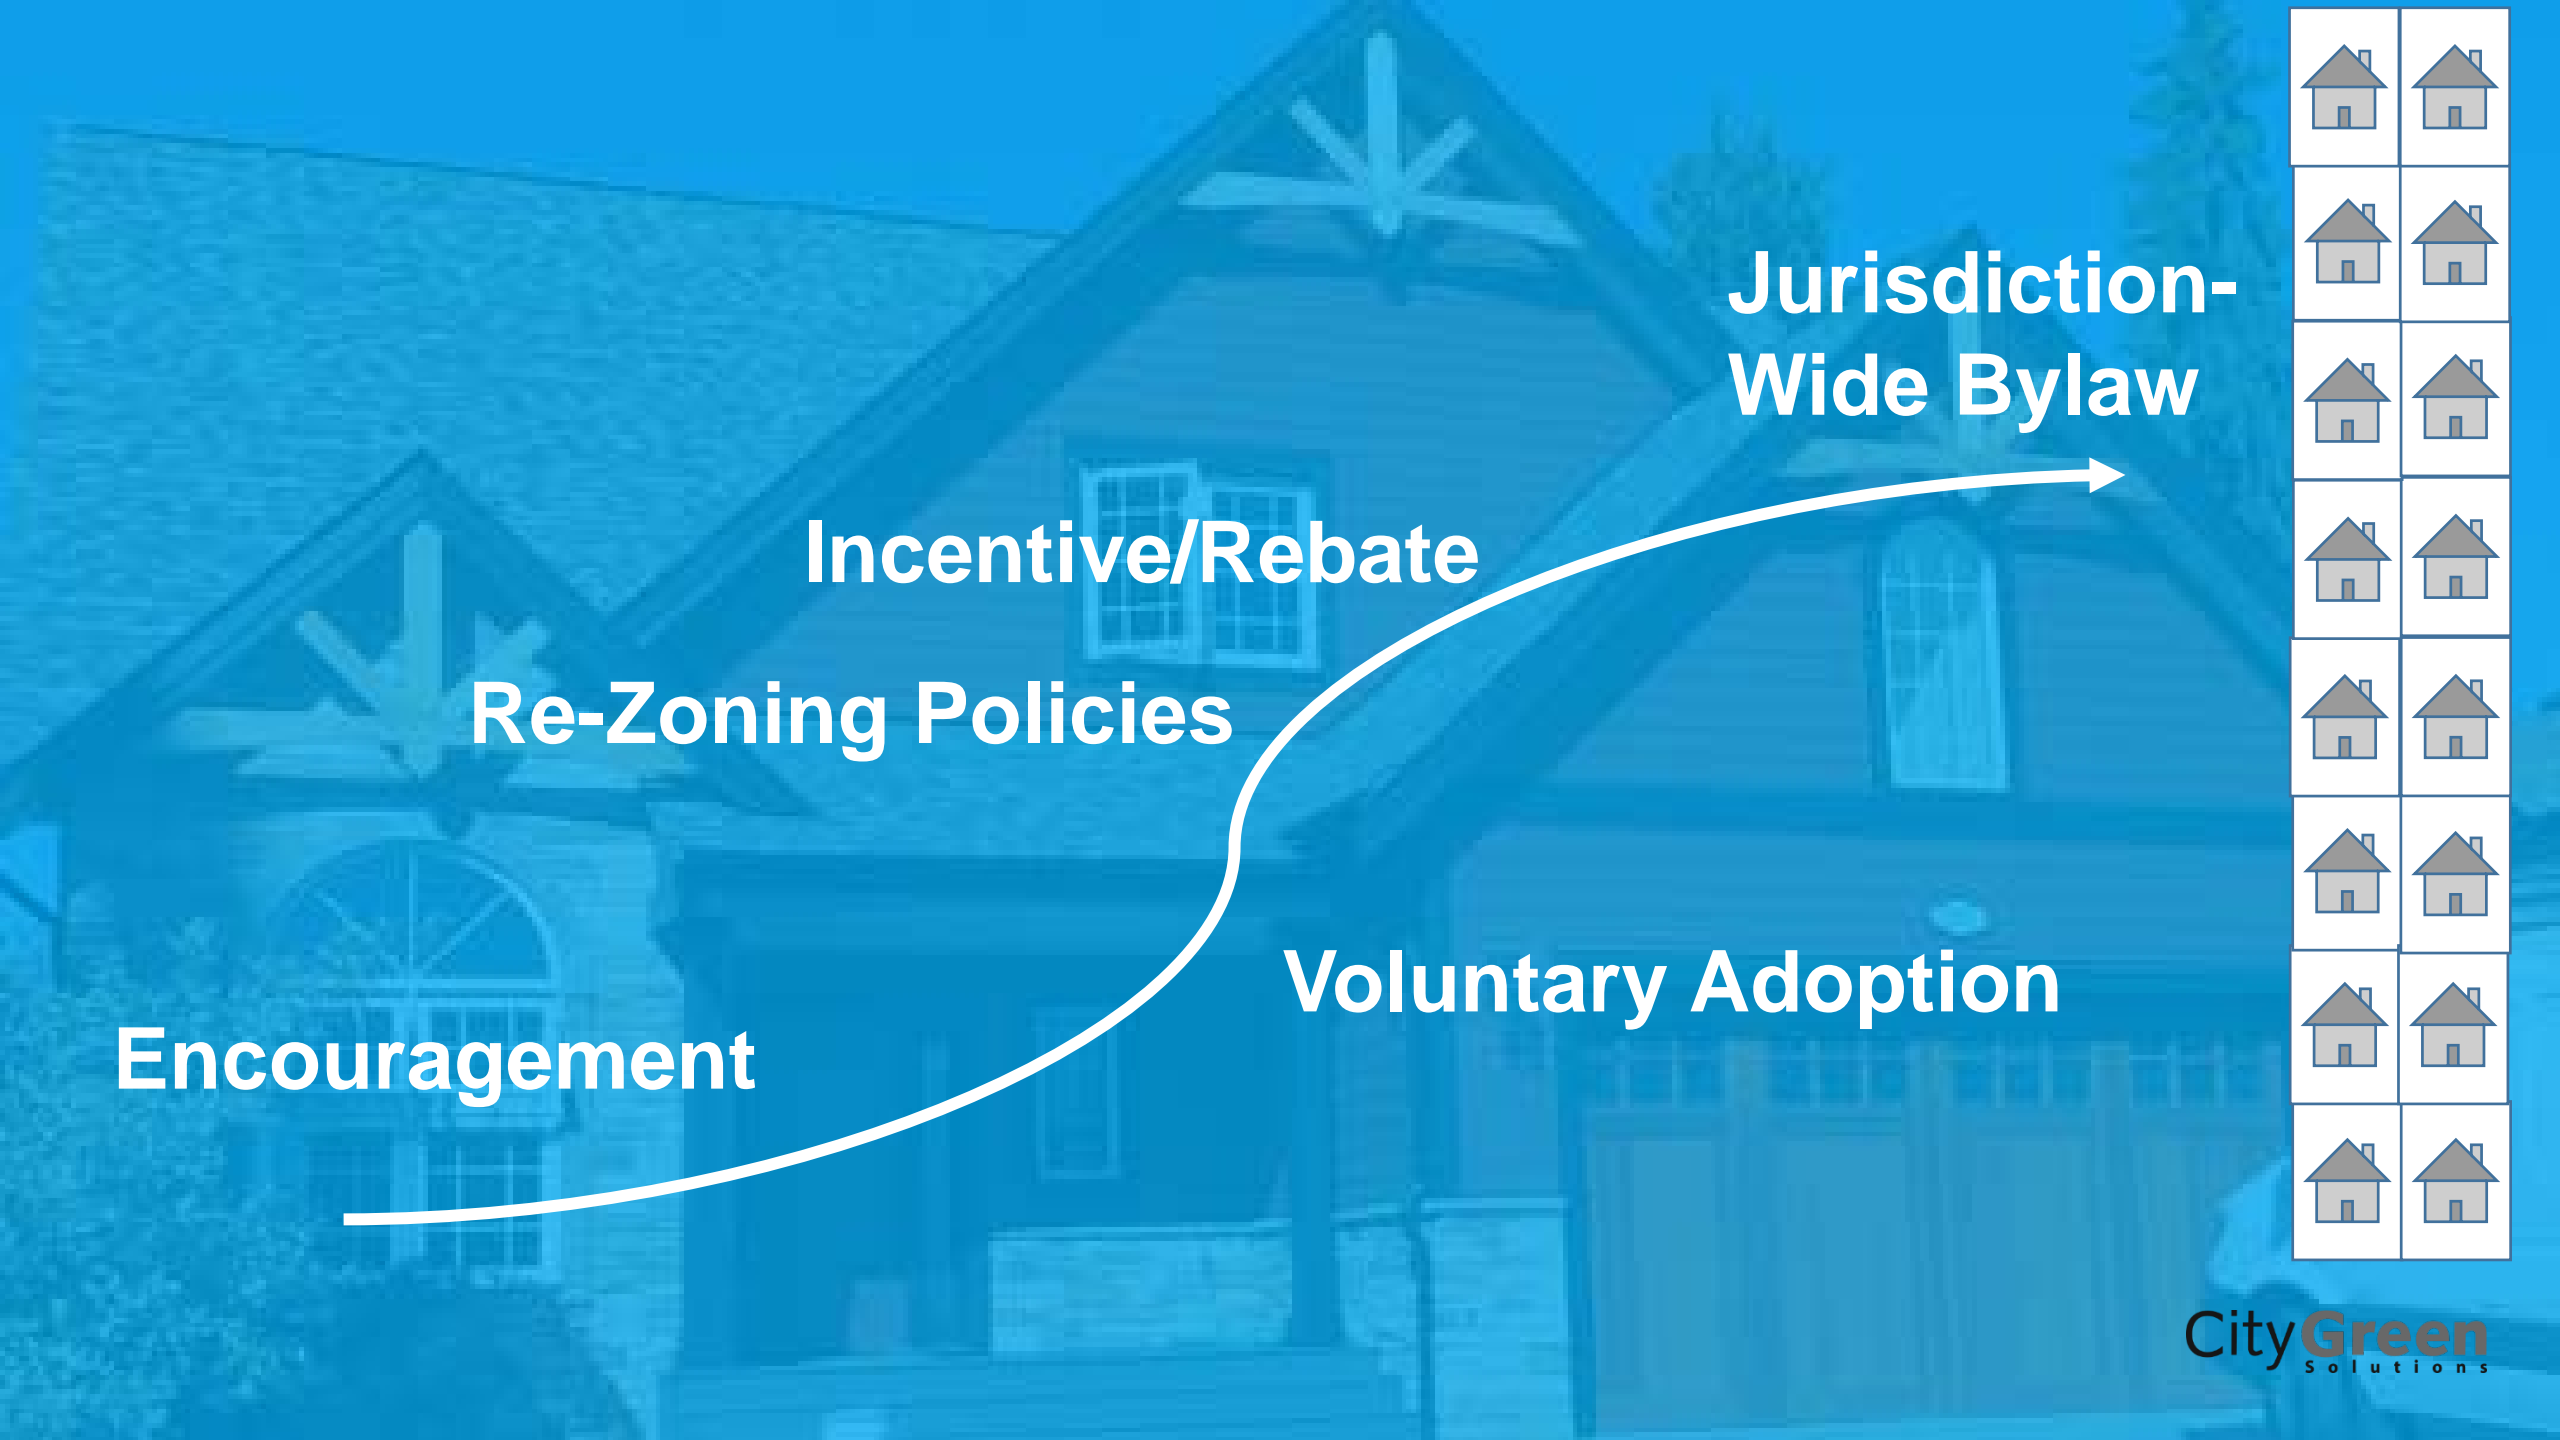 Jurisdiction-
Wide Bylaw
Incentive/Rebate
Re-Zoning Policies
Voluntary Adoption
Encouragement
CityGreen
Solutions